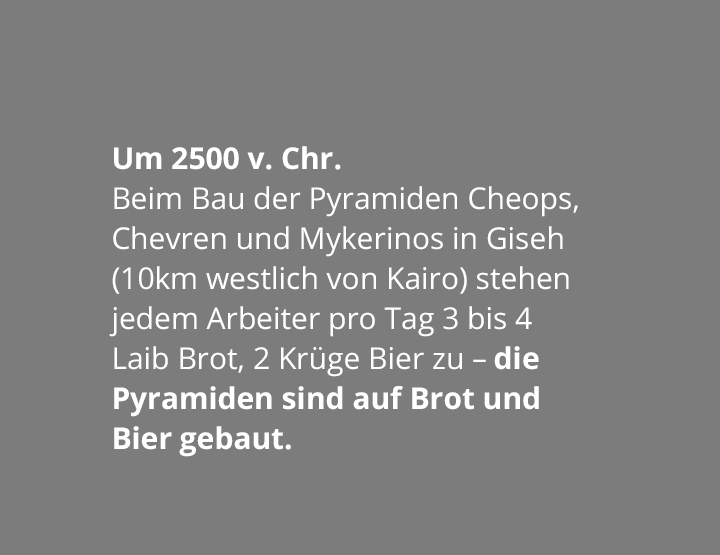 Um 2500 v. Chr.
Beim Bau der Pyramiden Cheops,
Chevren und Mykerinos in Giseh
(10km westlich von Kairo) stehen
jedem Arbeiter pro Tag 3 bis 4
Laib Brot, 2 Krüge Bier zu – die
Pyramiden sind auf Brot und
Bier gebaut.